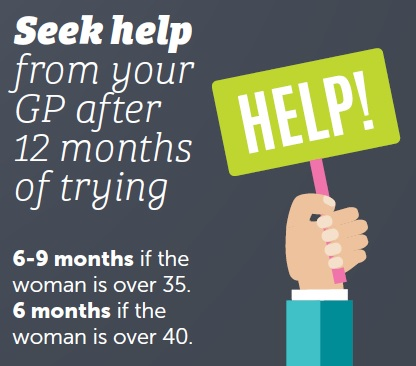 Seek help
from your
GP after
12 months
of trying
HELP!
6-9 months if the
woman is over 35.
6 months if the
woman is over 40.